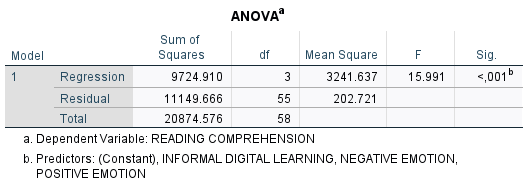 ANOVAa
Model Sum of Squares df Mean Square F Sig.
1 Regression 9724.910 3 3241.637 15.991 <,001b
Residual 11149.666 55 202.721
Total 20874.576 58
a. Dependent Variable: READING COMPREHENSION
b. Predictors: (Constant), INFORMAL DIGITAL LEARNING, NEGATIVE EMOTION,
POSITIVE EMOTION